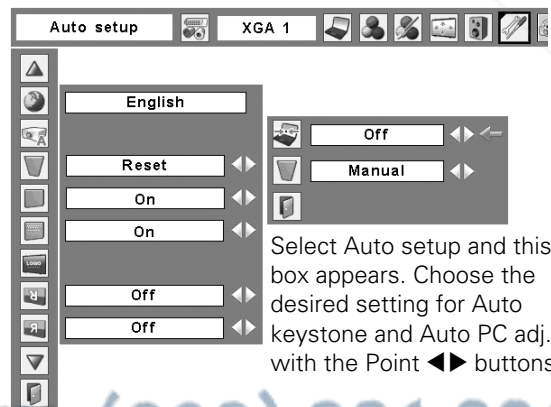 Auto setup
XGA 1
English
Reset
On
On
LOGO
Off
Off
Off
Manual
Select Auto setup and this
box appears. Choose the
desired setting for Auto
keystone and Auto PC adj.
with the Point ◀▶ buttons